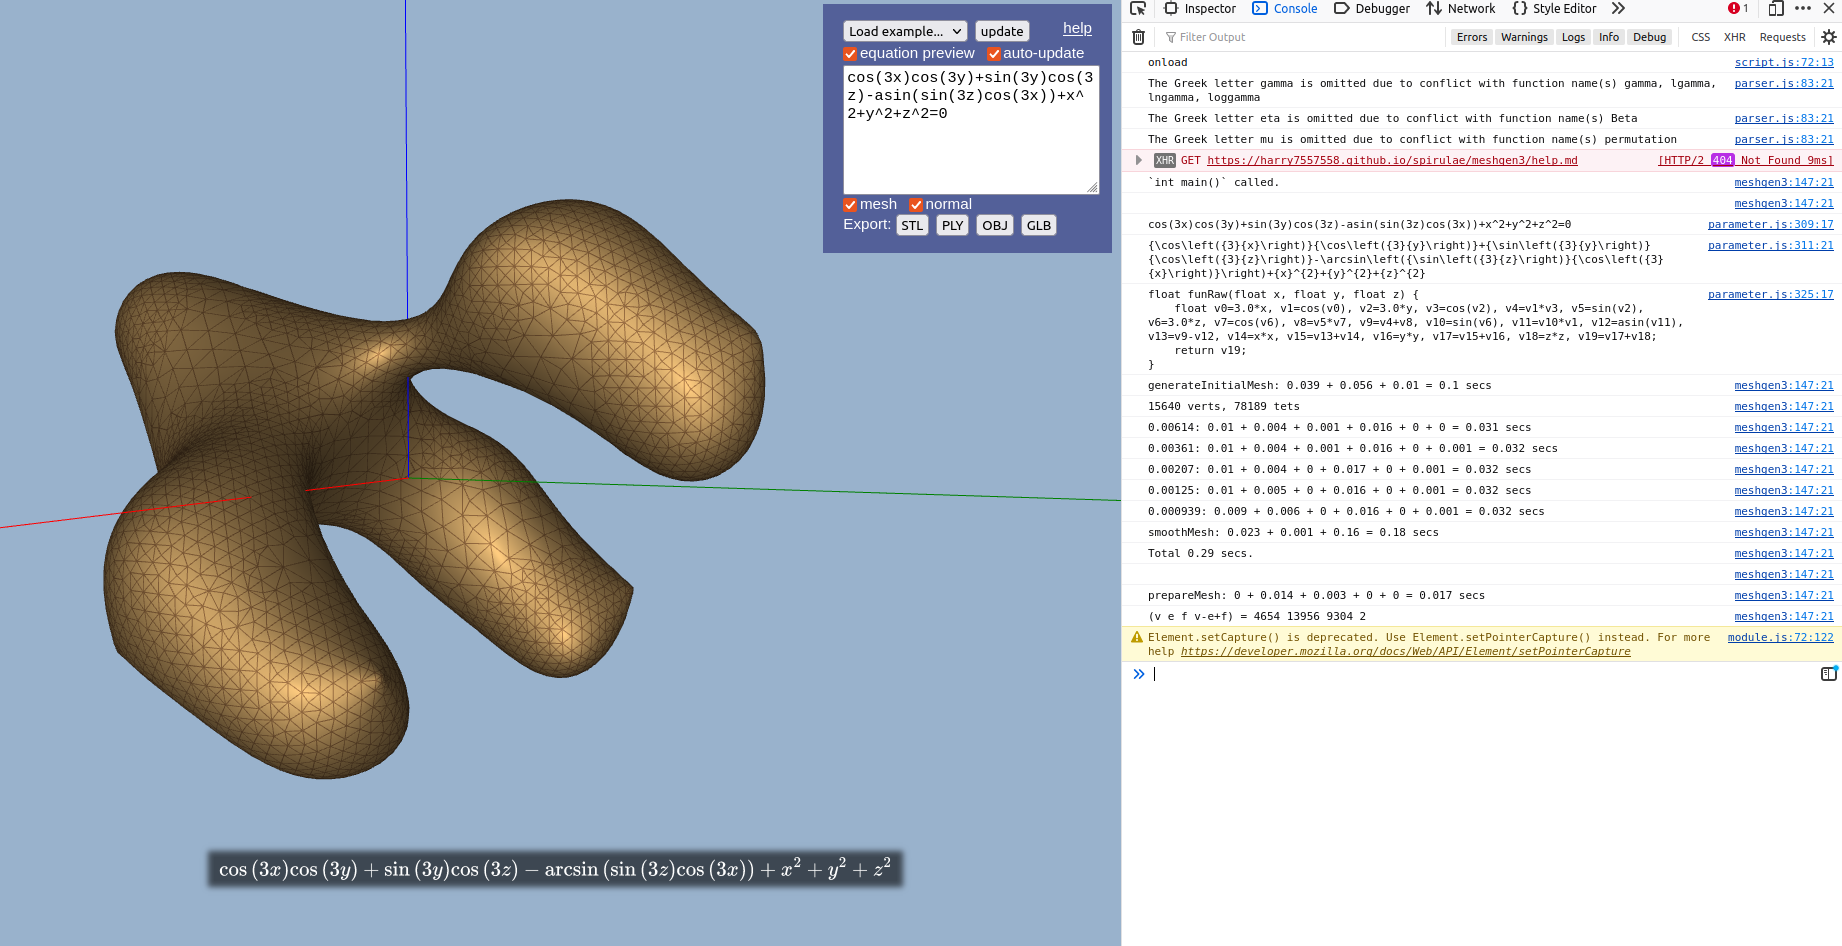 Load example...
update
help
equation preview
auto-update
cos(3x)cos(3y)+sin(3y)cos(3
z)-asin(sin(3z)cos(3x))+x^
2+y^2+z^2=0
mesh
normal
Export:
STL
PLY
OBJ
GLB
cos (3x)cos (3y) + sin (3y)cos (3z) − arcsin (sin (3z)cos (3x)) + x² + y² + z²
Inspector
Console
Debugger
Network
Style Editor
1
Filter Output
Errors
Warnings
Logs
Info
Debug
CSS
XHR
Requests
onload script.js:72:13
The Greek letter gamma is omitted due to conflict with function name(s) gamma, lgamma, parser.js:83:21
lngamma, loggamma
The Greek letter eta is omitted due to conflict with function name(s) Beta parser.js:83:21
The Greek letter mu is omitted due to conflict with function name(s) permutation parser.js:83:21
XHR GET https://harry7557558.github.io/spirulae/meshgen3/help.md [HTTP/2 404 Not Found 9ms]
`int main()` called. meshgen3:147:21
meshgen3:147:21
cos(3x)cos(3y)+sin(3y)cos(3z)-asin(sin(3z)cos(3x))+x^2+y^2+z^2=0 parameter.js:309:17
{\cos\left({3}{x}\right)}{\cos\left({3}{y}\right)}+{\sin\left({3}{y}\right)} parameter.js:311:21
{\cos\left({3}{z}\right)}-\arcsin\left({\sin\left({3}{z}\right)}{\cos\left({3}
{x}\right)}\right)+{x}^{2}+{y}^{2}+{z}^{2}
float funRaw(float x, float y, float z) { parameter.js:325:17
float v0=3.0*x, v1=cos(v0), v2=3.0*y, v3=cos(v2), v4=v1*v3, v5=sin(v2),
v6=3.0*z, v7=cos(v6), v8=v5*v7, v9=v4+v8, v10=sin(v6), v11=v10*v1, v12=asin(v11),
v13=v9-v12, v14=x*x, v15=v13+v14, v16=y*y, v17=v15+v16, v18=z*z, v19=v17+v18;
return v19;
}
generateInitialMesh: 0.039 + 0.056 + 0.01 = 0.1 secs meshgen3:147:21
15640 verts, 78189 tets meshgen3:147:21
0.00614: 0.01 + 0.004 + 0.001 + 0.016 + 0 + 0 = 0.031 secs meshgen3:147:21
0.00361: 0.01 + 0.004 + 0.001 + 0.016 + 0 + 0.001 = 0.032 secs meshgen3:147:21
0.00207: 0.01 + 0.004 + 0 + 0.017 + 0 + 0.001 = 0.032 secs meshgen3:147:21
0.00125: 0.01 + 0.005 + 0 + 0.016 + 0 + 0.001 = 0.032 secs meshgen3:147:21
0.000939: 0.009 + 0.006 + 0 + 0.016 + 0 + 0.001 = 0.032 secs meshgen3:147:21
smoothMesh: 0.023 + 0.001 + 0.16 = 0.18 secs meshgen3:147:21
Total 0.29 secs. meshgen3:147:21
meshgen3:147:21
prepareMesh: 0 + 0.014 + 0.003 + 0 + 0 = 0.017 secs meshgen3:147:21
(v e f v-e+f) = 4654 13956 9304 2 meshgen3:147:21
Element.setCapture() is deprecated. Use Element.setPointerCapture() instead. For more module.js:72:122
help https://developer.mozilla.org/docs/Web/API/Element/setPointerCapture